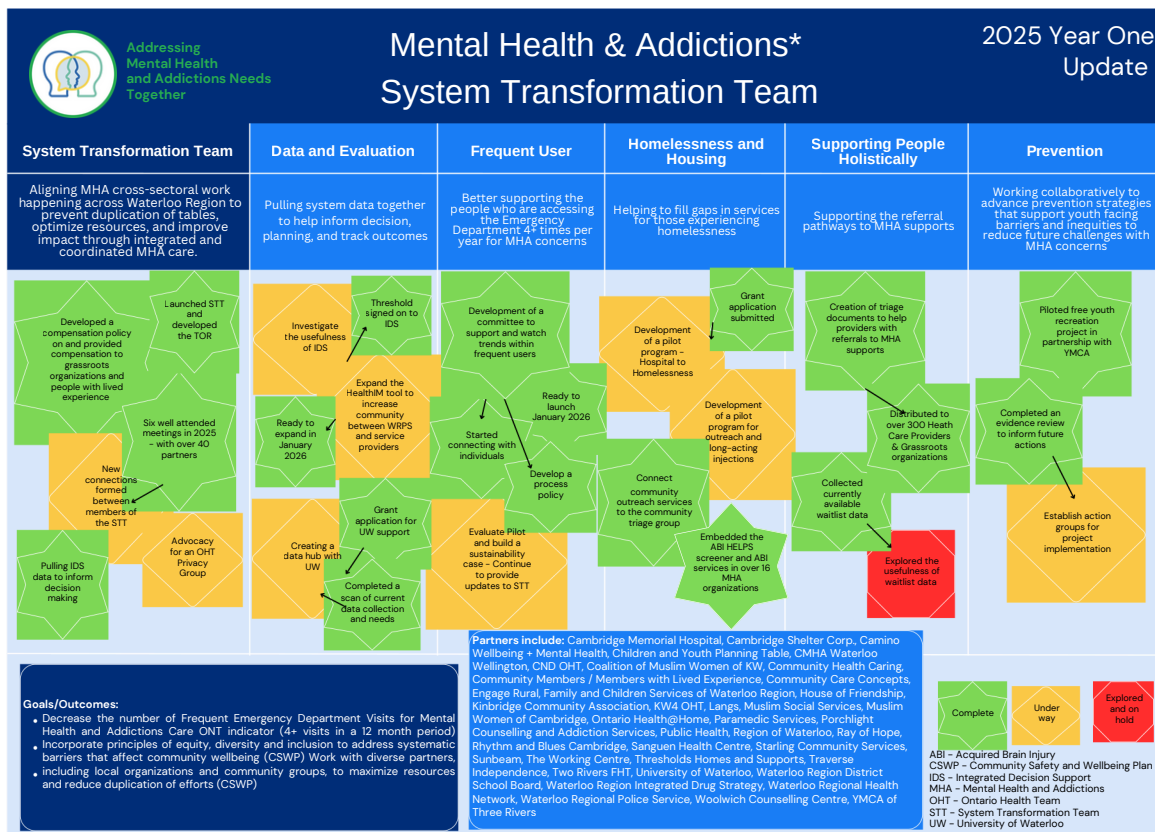 Addressing
Mental Health
and Addictions Needs
Together
Mental Health & Addictions*
System Transformation Team
2025 Year One
Update
System Transformation Team
Aligning MHA cross-sectoral work
happening across Waterloo Region to
prevent duplication of tables,
optimize resources, and improve
impact through integrated and
coordinated MHA care.
Data and Evaluation
Pulling system data together
to help inform decision,
planning, and track outcomes
Frequent User
Better supporting the
people who are accessing
the Emergency
Department 4+ times per
year for MHA concerns
Homelessness and
Housing
Helping to fill gaps in services
for those experiencing
homelessness
Supporting People
Holistically
Supporting the referral
pathways to MHA supports
Prevention
Working collaboratively to
advance prevention strategies
that support youth facing
barriers and inequities to
reduce future challenges with
MHA concerns
Developed a
compensation policy
on and provided
compensation to
grassroots
organizations and
people with lived
experience
Launched STT
and
developed
the TOR
Six well attended
meetings in 2025
- with over 40
partners
New
connections
formed
between
members of
the STT
Advocacy
for an OHT
Privacy
Group
Pulling IDS
data to inform
decision
making
Investigate
the usefulness
of IDS
Threshold
signed on to
IDS
Expand the
HealthIM tool to
increase
community
between WRPS
and service
providers
Ready to
expand in
January
2026
Grant
application for
UW support
Creating a
data hub with
UW
Completed a
scan of current
data collection
and needs
Development of a
committee to
support and watch
trends within
frequent users
Ready to
launch
January 2026
Started
connecting with
individuals
Develop a
process
policy
Evaluate Pilot
and build a
sustainability
case - Continue
to provide
updates to STT
Grant
application
submitted
Development
of a pilot
program -
Hospital to
Homelessness
Development
of a pilot
program for
outreach and
long-acting
injections
Connect
community
outreach services
to the community
triage group
Embedded the
ABI HELPS
screener and ABI
services in over 16
MHA
organizations
Creation of triage
documents to help
providers with
referrals to MHA
supports
Distributed to
over 300 Heath
Care Providers
& Grassroots
organizations
Collected
currently
available
waitlist data
Explored the
usefulness of
waitlist data
Piloted free youth
recreation
project in
partnership with
YMCA
Completed an
evidence review
to inform future
actions
Establish action
groups for
project
implementation
Goals/Outcomes:
• Decrease the number of Frequent Emergency Department Visits for Mental
Health and Addictions Care ONT indicator (4+ visits in a 12 month period)
• Incorporate principles of equity, diversity and inclusion to address systematic
barriers that affect community wellbeing (CSWP) Work with diverse partners,
• including local organizations and community groups, to maximize resources
and reduce duplication of efforts (CSWP)
Partners include: Cambridge Memorial Hospital, Cambridge Shelter Corp., Camino
Wellbeing + Mental Health, Children and Youth Planning Table, CMHA Waterloo
Wellington, CND OHT, Coalition of Muslim Women of KW, Community Health Caring,
Community Members / Members with Lived Experience, Community Care Concepts,
Engage Rural, Family and Children Services of Waterloo Region, House of Friendship,
Kinbridge Community Association, KW4 OHT, Langs, Muslim Social Services, Muslim
Women of Cambridge, Ontario Health@Home, Paramedic Services, Porchlight
Counselling and Addiction Services, Public Health, Region of Waterloo, Ray of Hope,
Rhythm and Blues Cambridge, Sanguen Health Centre, Starling Community Services,
Sunbeam, The Working Centre, Thresholds Homes and Supports, Traverse
Independence, Two Rivers FHT, University of Waterloo, Waterloo Region District
School Board, Waterloo Region Integrated Drug Strategy, Waterloo Regional Health
Network, Waterloo Regional Police Service, Woolwich Counselling Centre, YMCA of
Three Rivers
Complete
Under
way
Explored
and on
hold
ABI - Acquired Brain Injury
CSWP - Community Safety and Wellbeing Plan
IDS - Integrated Decision Support
MHA - Mental Health and Addictions
OHT - Ontario Health Team
STT - System Transformation Team
UW - University of Waterloo